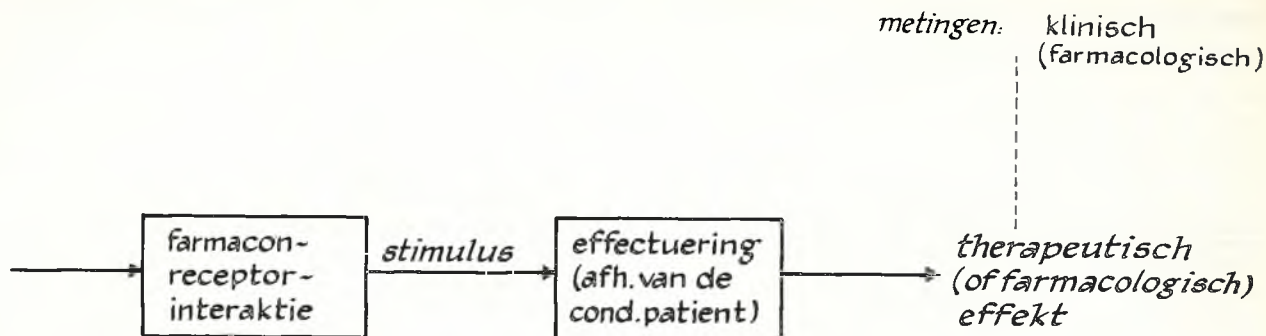 metingen: klinisch
(farmacologisch)
farmacon-
receptor-
interaktie
stimulus
effectuering
(afh. van de
cond. patient)
therapeutisch
(of farmacologisch)
effekt